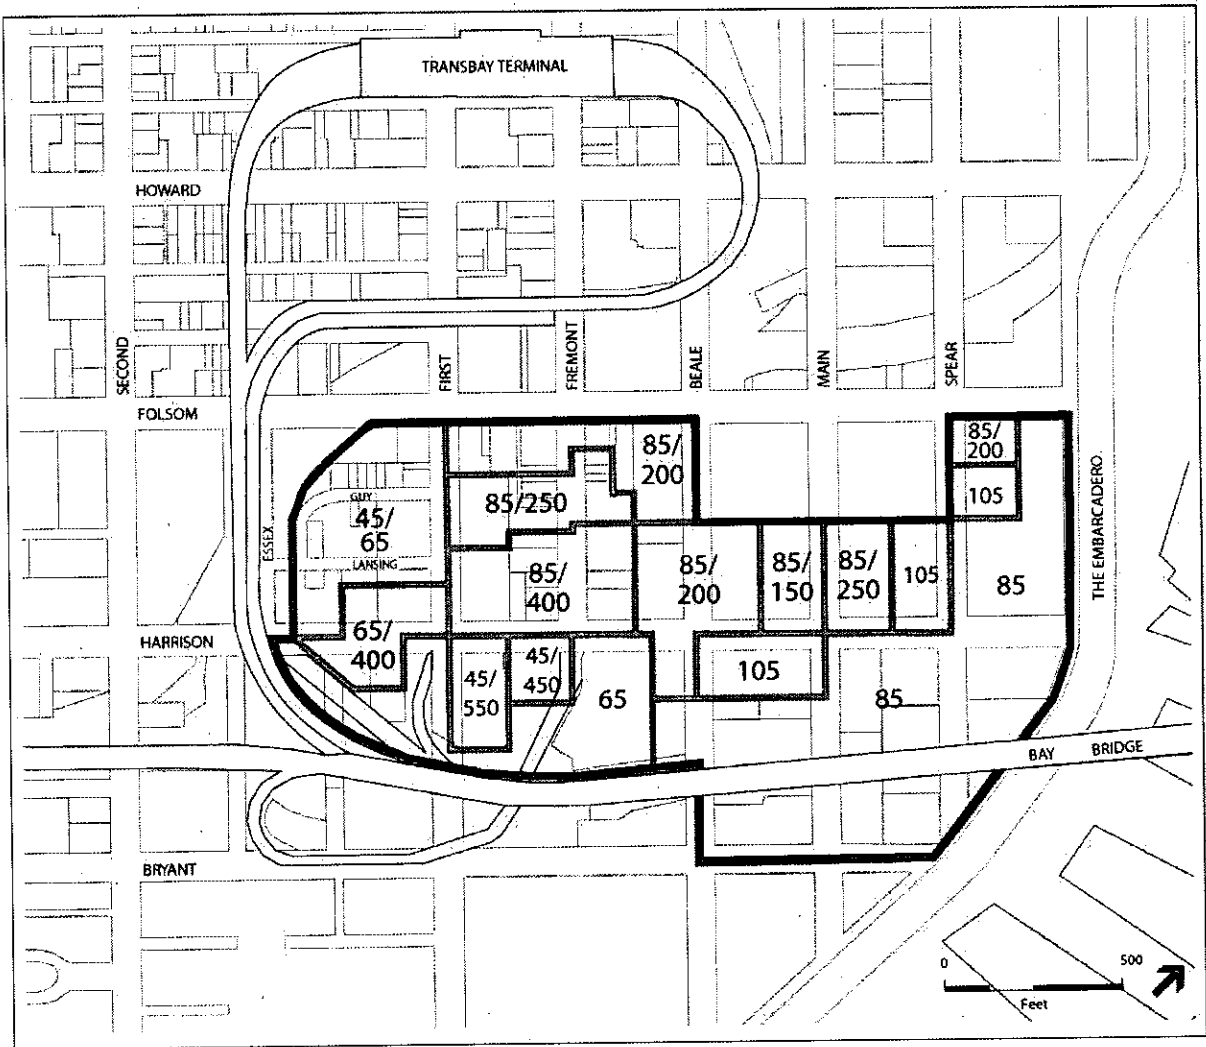 TRANSBAY TERMINAL
HOWARD
SECOND
FIRST
FREMONT
BEALE
MAIN
SPEAR
FOLSOM
THE EMBARCADERO
85/
200
85/
200
105
GUY
45/
65
LANSING
ESSEX
85/250
85/
400
85/
200
85/
150
85/
250
105
85
HARRISON
65/
400
45/
550
45/
450
65
105
85
BAY BRIDGE
BRYANT
0 500
Feet